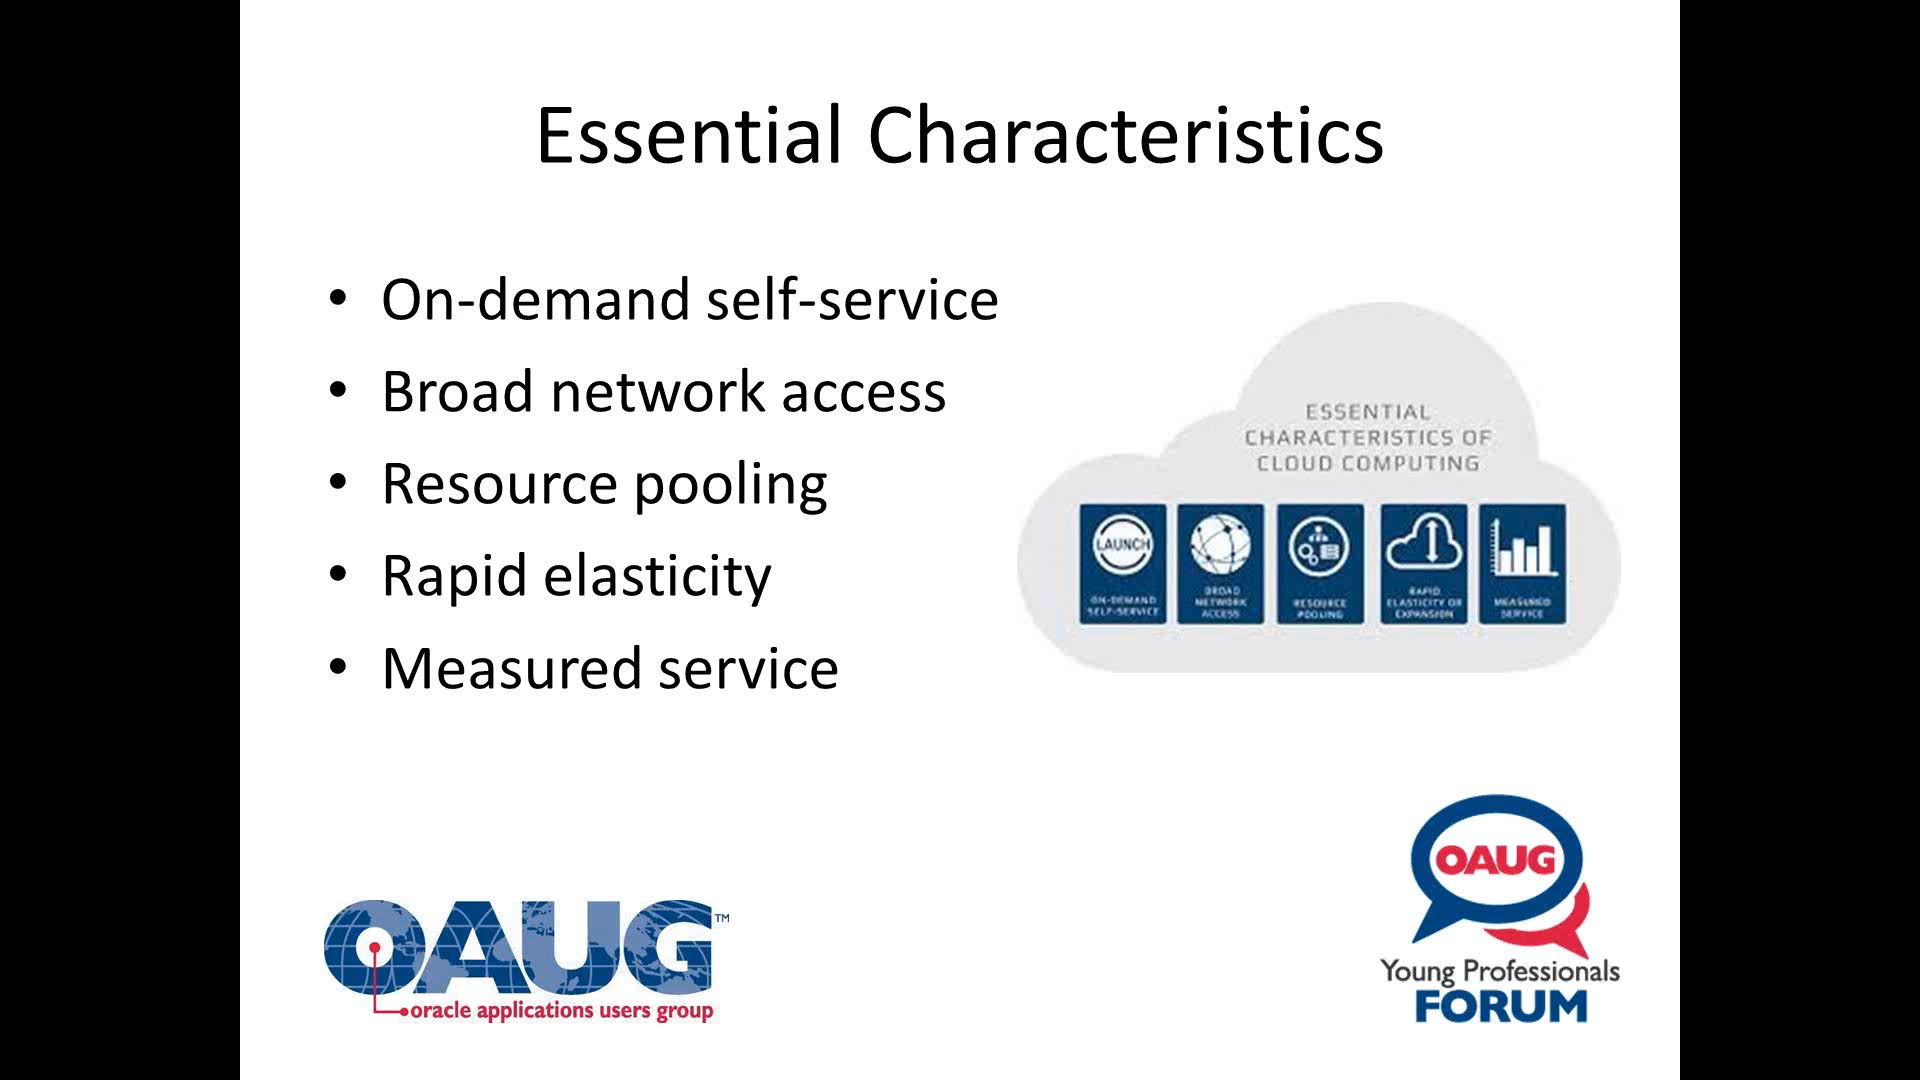 Essential Characteristics
• On-demand self-service
• Broad network access
• Resource pooling
• Rapid elasticity
• Measured service
ESSENTIAL
CHARACTERISTICS OF
CLOUD COMPUTING
LAUNCH
ON-DEMAND
SELF-SERVICE
BROAD
NETWORK
ACCESS
RESOURCE
POOLING
RAPID
ELASTICITY OR
EXPANSION
MEASURED
SERVICE
OAUG™
oracle applications users group
OAUG
Young Professionals
FORUM